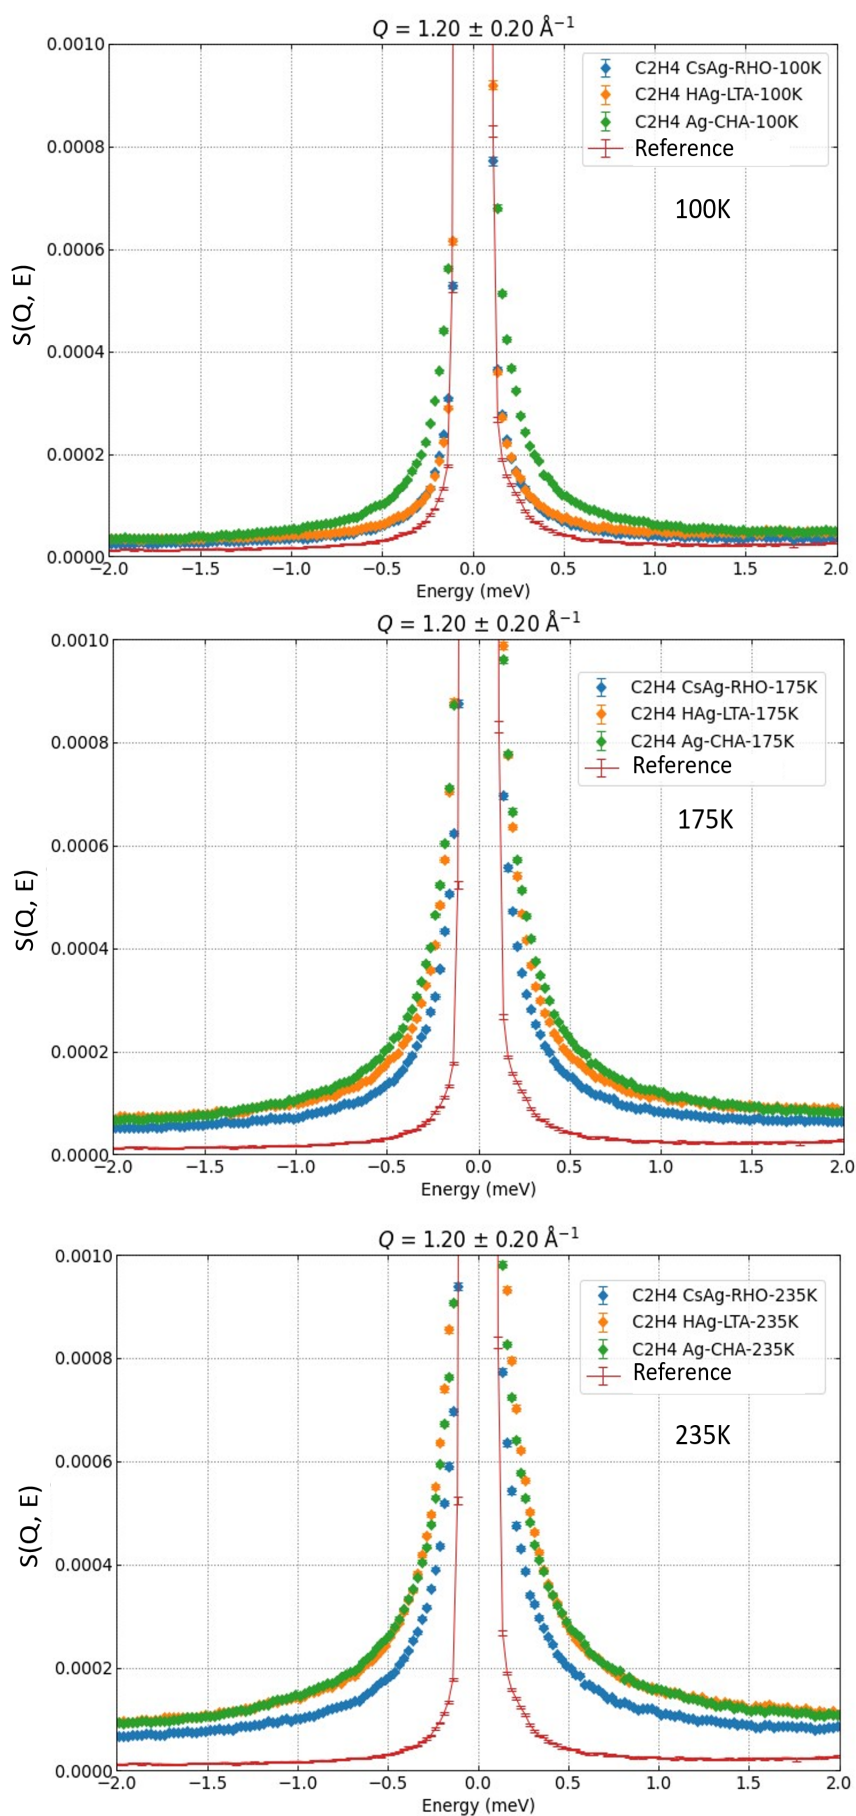 Q = 1.20 ± 0.20 Å⁻¹
0.0010
0.0008
0.0006
0.0004
0.0002
0.0000
S(Q, E)
C2H4 CsAg-RHO-100K
C2H4 HAg-LTA-100K
C2H4 Ag-CHA-100K
Reference
100K
−2.0 −1.5 −1.0 −0.5 0.0 0.5 1.0 1.5 2.0
Energy (meV)
Q = 1.20 ± 0.20 Å⁻¹
0.0010
0.0008
0.0006
0.0004
0.0002
0.0000
S(Q, E)
C2H4 CsAg-RHO-175K
C2H4 HAg-LTA-175K
C2H4 Ag-CHA-175K
Reference
175K
−2.0 −1.5 −1.0 −0.5 0.0 0.5 1.0 1.5 2.0
Energy (meV)
Q = 1.20 ± 0.20 Å⁻¹
0.0010
0.0008
0.0006
0.0004
0.0002
0.0000
S(Q, E)
C2H4 CsAg-RHO-235K
C2H4 HAg-LTA-235K
C2H4 Ag-CHA-235K
Reference
235K
−2.0 −1.5 −1.0 −0.5 0.0 0.5 1.0 1.5 2.0
Energy (meV)